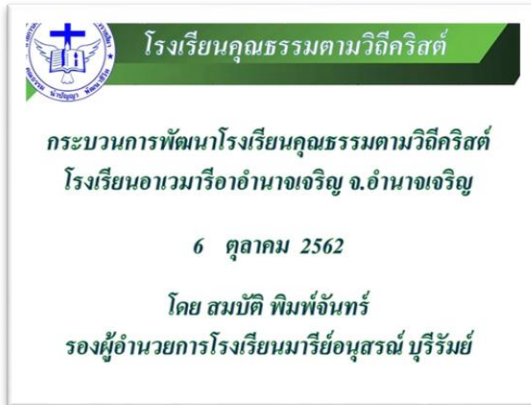 โรงเรียนคุณธรรมตามวิถีคริสต์
กระบวนการพัฒนาโรงเรียนคุณธรรมตามวิถีคริสต์
โรงเรียนอาเวมารีอาอำนาจเจริญ จ.อำนาจเจริญ
6 ตุลาคม 2562
โดย สมบัติ พิมพ์จันทร์
รองผู้อำนวยการโรงเรียนมารีย์อนุสรณ์ บุรีรัมย์